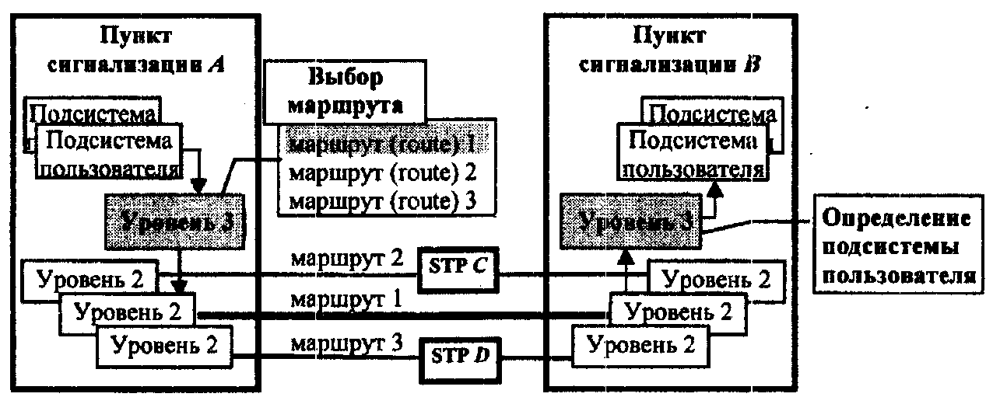 Пункт
сигнализации A
Подсистема
Подсистема
пользователя
Уровень 3
Уровень 2
Уровень 2
Уровень 2
Выбор
маршрута
маршрут (route) 1
маршрут (route) 2
маршрут (route) 3
маршрут 2
STP C
маршрут 1
маршрут 3
STP D
Пункт
сигнализации B
Подсистема
Подсистема
пользователя
Уровень 3
Уровень 2
Уровень 2
Уровень 2
Определение
подсистемы
пользователя